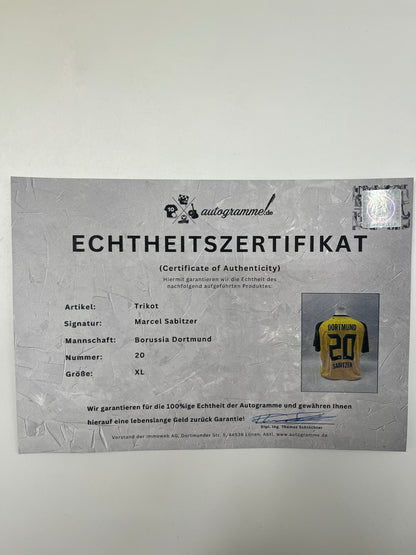 autogramme.de
ECHTHEITSZERTIFIKAT
(Certificate of Authenticity)
Hiermit garantieren wir die Echtheit des
nachfolgend aufgeführten Produktes:
Artikel: Trikot
Signatur: Marcel Sabitzer
Mannschaft: Borussia Dortmund
Nummer: 20
Größe: XL
DORTMUND
20
SABITZER
Wir garantieren für die 100%ige Echtheit der Autogramme und gewähren Ihnen
hierauf eine lebenslange Geld zurück Garantie!
Dipl. Ing. Thomas
Vorstand der immoweb AG, Dortmunder Str. 5/44536 Lünen, Abtl. www.autogramme.de